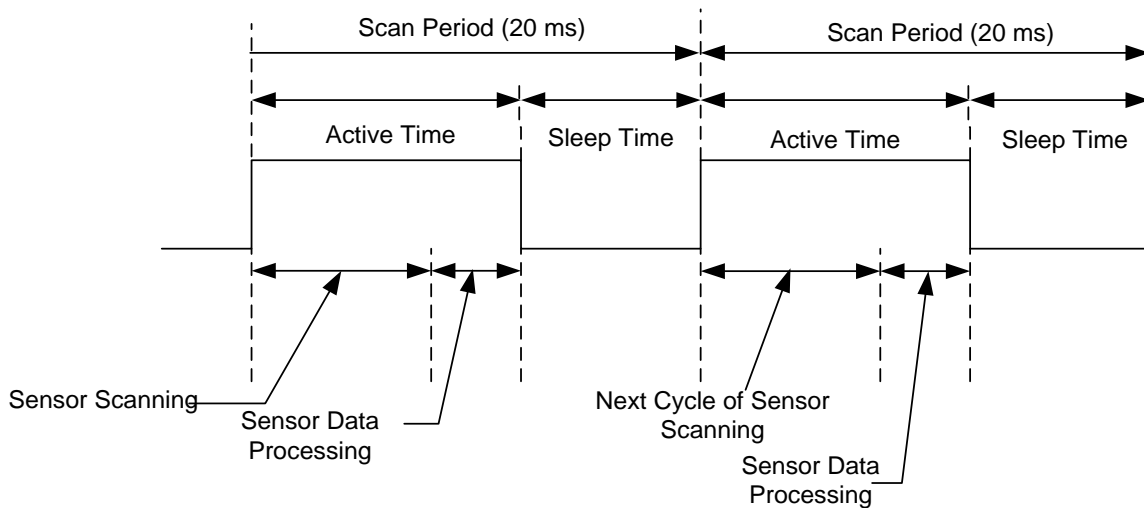 Scan Period (20 ms)
Scan Period (20 ms)
Active Time
Sleep Time
Active Time
Sleep Time
Sensor Scanning
Sensor Data
Processing
Next Cycle of Sensor
Scanning
Sensor Data
Processing